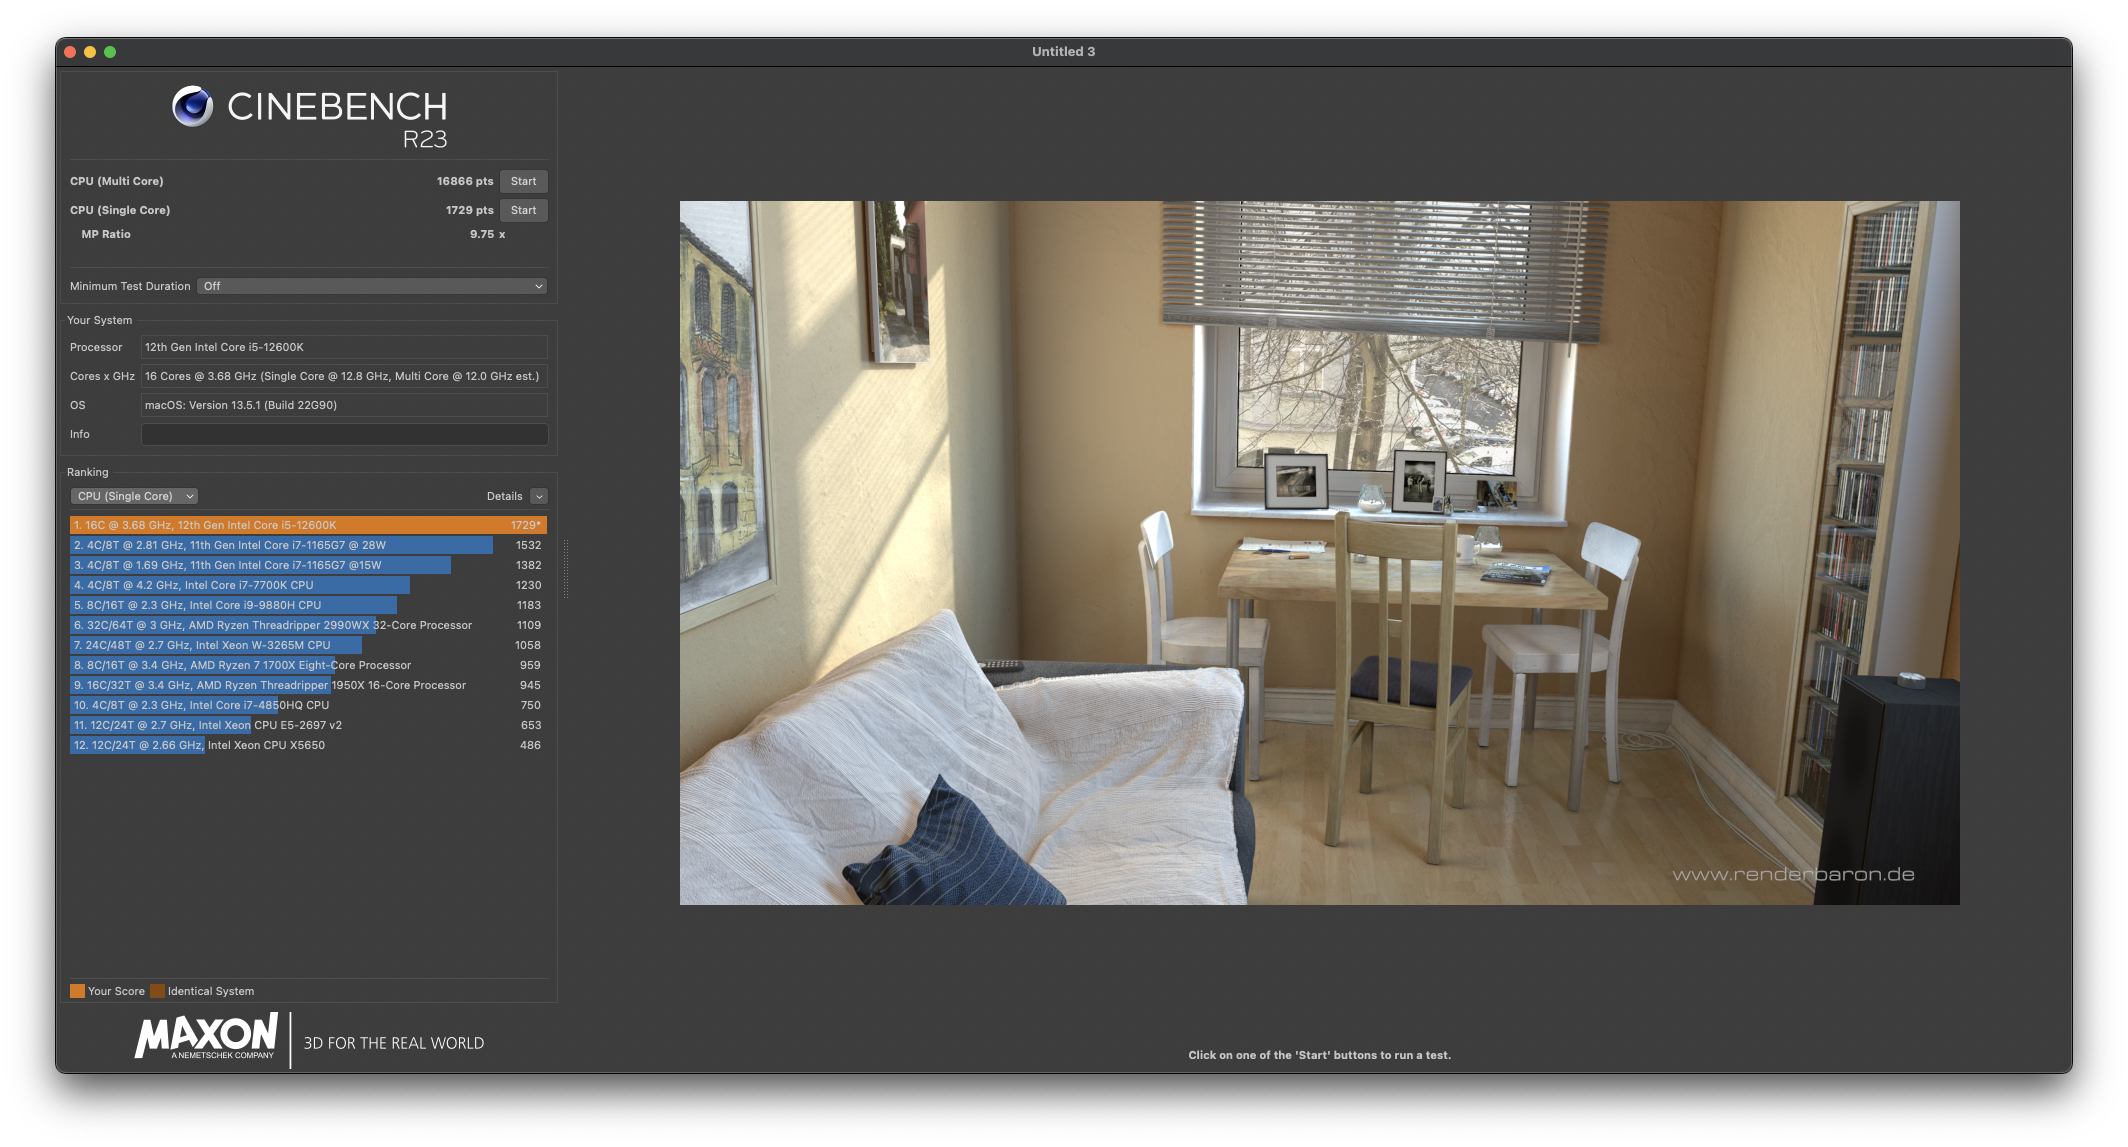 Untitled 3
CINEBENCH
R23
CPU (Multi Core) 16866 pts Start
CPU (Single Core) 1729 pts Start
MP Ratio 9.75 x
Minimum Test Duration Off
Your System
Processor 12th Gen Intel Core i5-12600K
Cores x GHz 16 Cores @ 3.68 GHz (Single Core @ 12.8 GHz, Multi Core @ 12.0 GHz est.)
OS macOS: Version 13.5.1 (Build 22G90)
Info
Ranking
CPU (Single Core) Details
1. 16C @ 3.68 GHz, 12th Gen Intel Core i5-12600K 1729*
2. 4C/8T @ 2.81 GHz, 11th Gen Intel Core i7-1165G7 @ 28W 1532
3. 4C/8T @ 1.69 GHz, 11th Gen Intel Core i7-1165G7 @15W 1382
4. 4C/8T @ 4.2 GHz, Intel Core i7-7700K CPU 1230
5. 8C/16T @ 2.3 GHz, Intel Core i9-9880H CPU 1183
6. 32C/64T @ 3 GHz, AMD Ryzen Threadripper 2990WX 32-Core Processor 1109
7. 24C/48T @ 2.7 GHz, Intel Xeon W-3265M CPU 1058
8. 8C/16T @ 3.4 GHz, AMD Ryzen 7 1700X Eight-Core Processor 959
9. 16C/32T @ 3.4 GHz, AMD Ryzen Threadripper 1950X 16-Core Processor 945
10. 4C/8T @ 2.3 GHz, Intel Core i7-4850HQ CPU 750
11. 12C/24T @ 2.7 GHz, Intel Xeon CPU E5-2697 v2 653
12. 12C/24T @ 2.66 GHz, Intel Xeon CPU X5650 486
Your Score Identical System
MAXON
A NEMETSCHEK COMPANY
3D FOR THE REAL WORLD
www.renderbaron.de
Click on one of the 'Start' buttons to run a test.